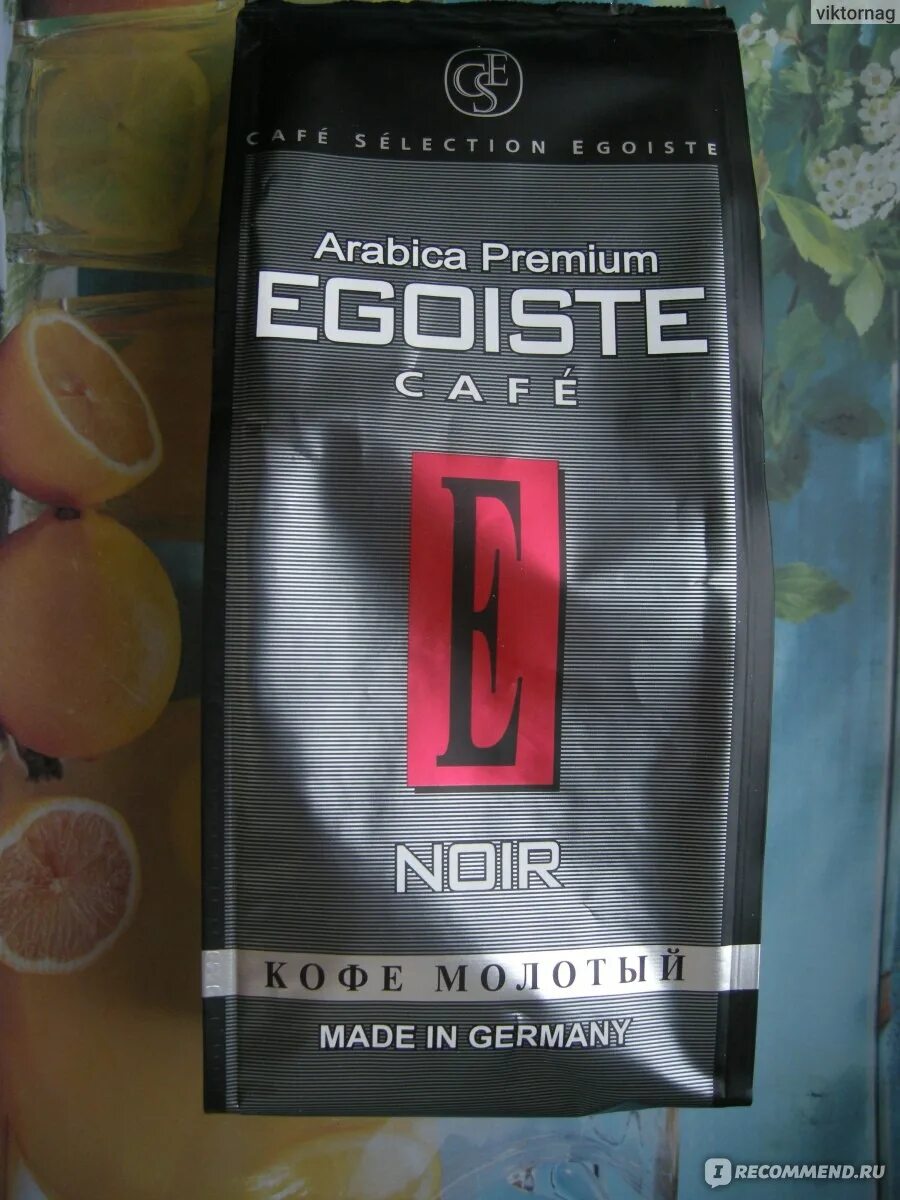 viktornag
CSE
CAFÉ SÉLECTION EGOISTE
Arabica Premium
EGOISTE
CAFÉ
E
NOIR
КОФЕ МОЛОТЫЙ
MADE IN GERMANY
I RECOMMEND.RU